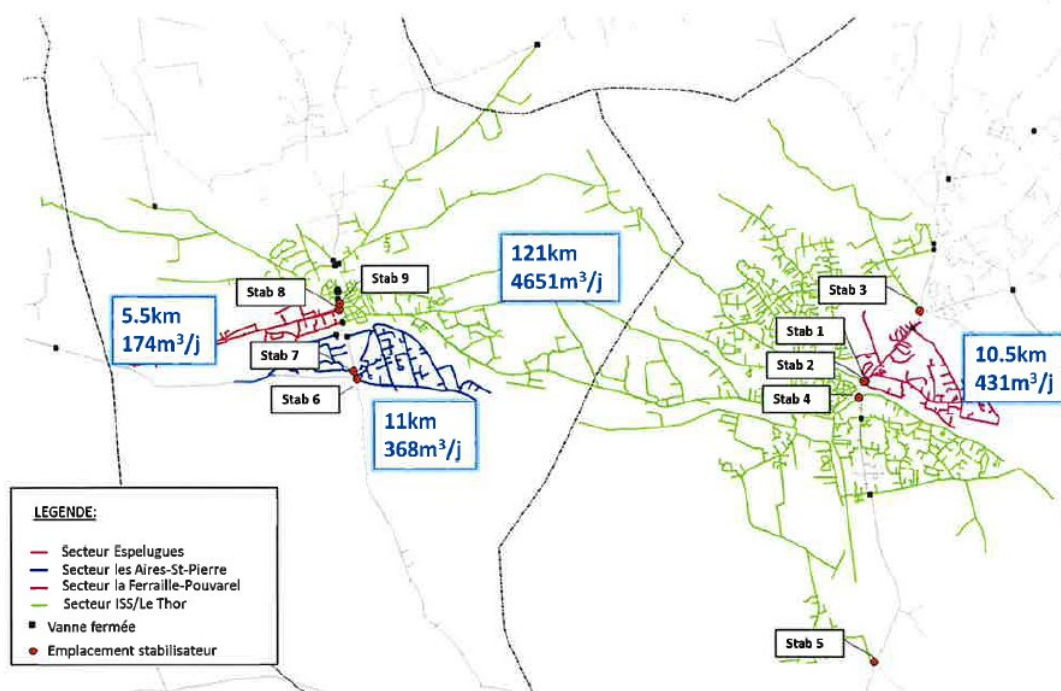 121km
4651m³/j
Stab 9
Stab 8
Stab 3
5.5km
174m³/j
Stab 1
10.5km
431m³/j
Stab 7
Stab 2
Stab 6
Stab 4
11km
368m³/j
LEGENDE:
Secteur Espelugues
Secteur les Aires-St-Pierre
Secteur la Ferraille-Pouvarel
Secteur ISS/Le Thor
Vanne fermée
Emplacement stabilisateur
Stab 5